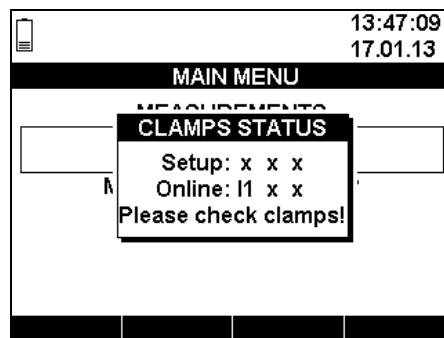 13:47:09
17.01.13
MAIN MENU
CLAMPS STATUS
Setup: x x x
Online: I1 x x
Please check clamps!